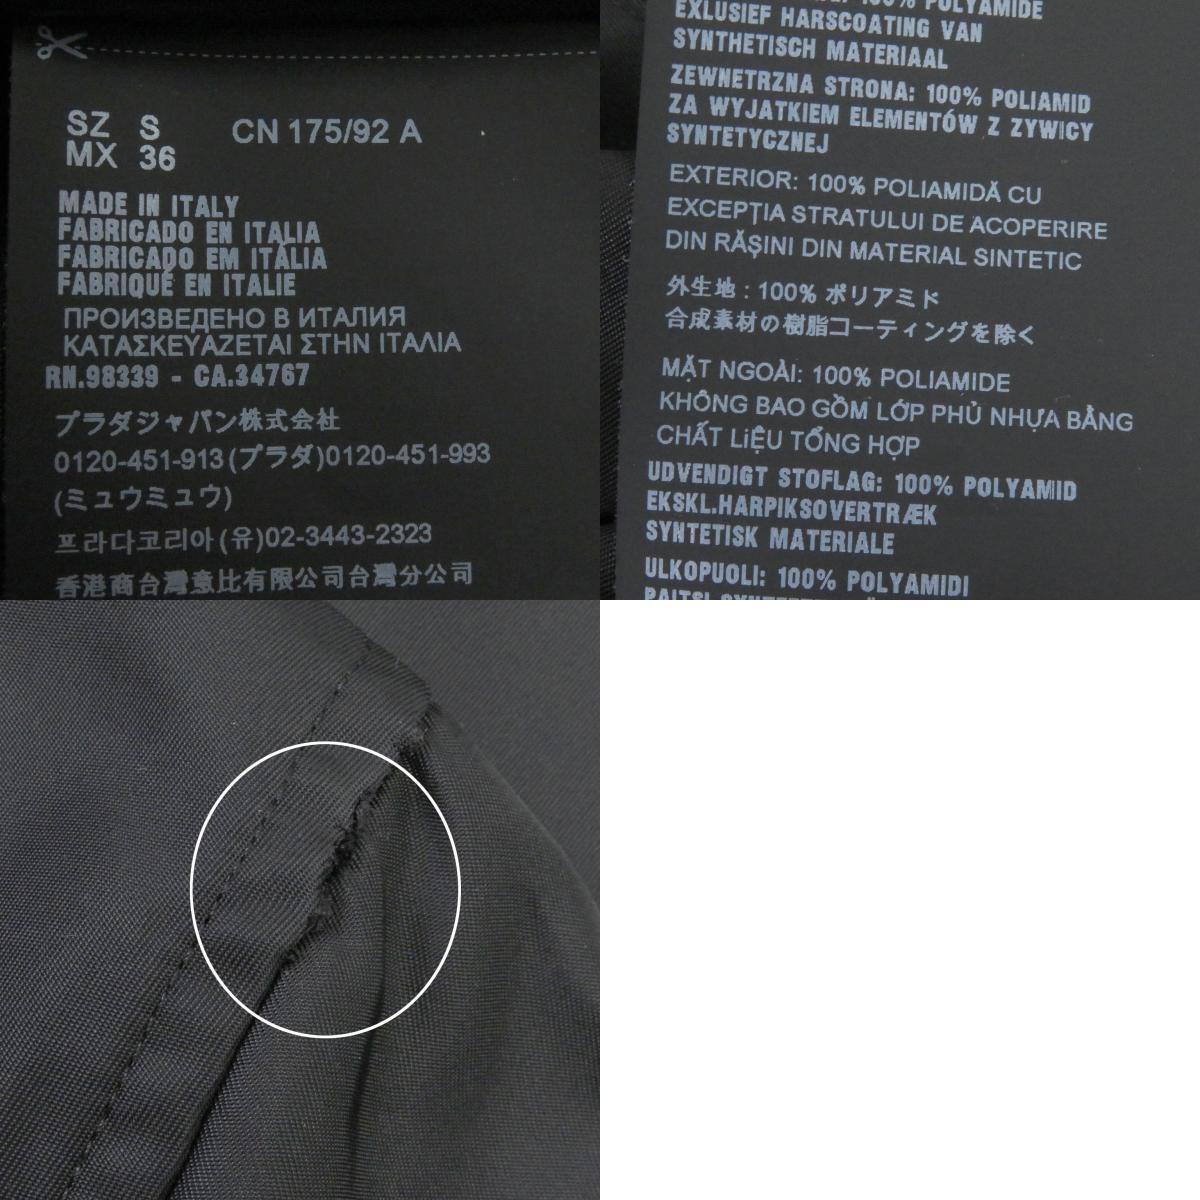 SZ S
MX 36
CN 175/92 A
MADE IN ITALY
FABRICADO EN ITALIA
FABRICADO EM ITÁLIA
FABRIQUÉ EN ITALIE
ПРОИЗВЕДЕНО В ИТАЛИЯ
ΚΑΤΑΣΚΕΥΑΖΕΤΑΙ ΣΤΗΝ ΙΤΑΛΙΑ
RN.98339 - CA.34767
プラダジャパン株式会社
0120-451-913(プラダ)0120-451-993
(ミュウミュウ)
프라다코리아(유)02-3443-2323
香港商台灣意比有限公司台灣分公司
100% POLYAMIDE
EXLUSIEF HARSCOATING VAN
SYNTHETISCH MATERIAAL
ZEWNETRZNA STRONA: 100% POLIAMID
ZA WYJATKIEM ELEMENTÓW Z ZYWICY
SYNTETYCZNEJ
EXTERIOR: 100% POLIAMIDĂ CU
EXCEPŢIA STRATULUI DE ACOPERIRE
DIN RĂŞINI DIN MATERIAL SINTETIC
外生地：100% ポリアミド
合成素材の樹脂コーティングを除く
MẶT NGOÀI: 100% POLIAMIDE
KHÔNG BAO GỒM LỚP PHỦ NHỰA BẰNG
CHẤT LiỆU TỔNG HỢP
UDVENDIGT STOFLAG: 100% POLYAMID
EKSKL.HARPIKSOVERTRÆK
SYNTETISK MATERIALE
ULKOPUOLI: 100% POLYAMIDI